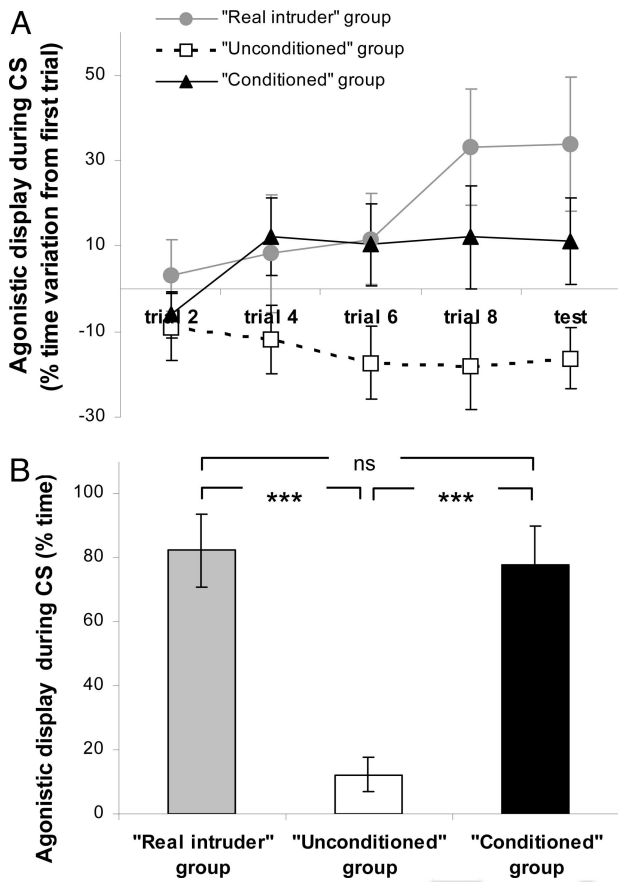 A
"Real intruder" group
"Unconditioned" group
"Conditioned" group
Agonistic display during CS
(% time variation from first trial)
50
30
10
-10
-30
trial 2 trial 4 trial 6 trial 8 test
B
Agonistic display during CS (% time)
ns
*** ***
100
80
60
40
20
0
"Real intruder" "Unconditioned" "Conditioned"
group group group